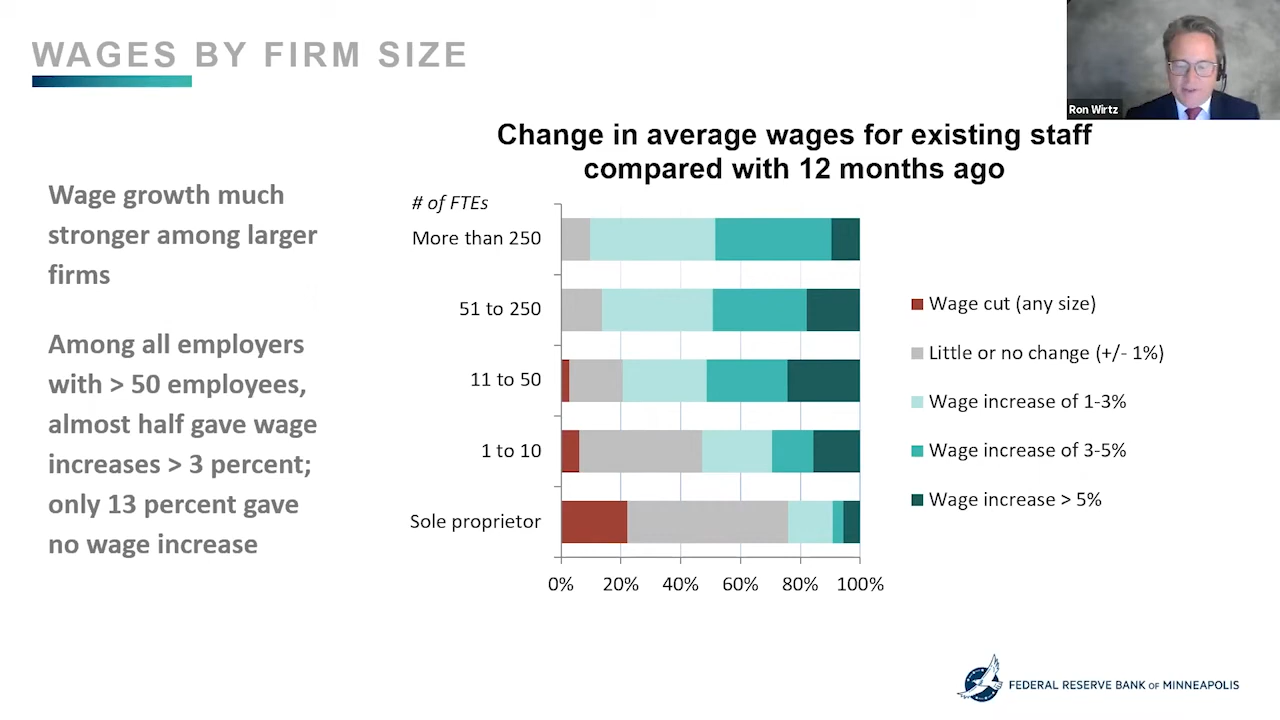 WAGES BY FIRM SIZE
Ron Wirtz
Wage growth much
stronger among larger
firms
Among all employers
with > 50 employees,
almost half gave wage
increases > 3 percent;
only 13 percent gave
no wage increase
Change in average wages for existing staff
compared with 12 months ago
# of FTEs
More than 250
51 to 250
11 to 50
1 to 10
Sole proprietor
0% 20% 40% 60% 80% 100%
Wage cut (any size)
Little or no change (+/- 1%)
Wage increase of 1-3%
Wage increase of 3-5%
Wage increase > 5%
FEDERAL RESERVE BANK OF MINNEAPOLIS